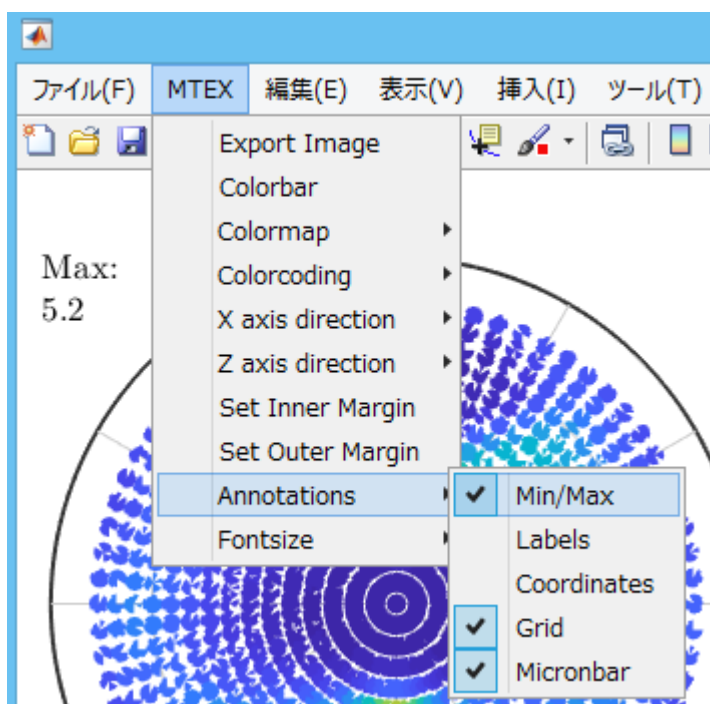 ファイル(F) MTEX 編集(E) 表示(V) 挿入(I) ツール(T)
Export Image
Colorbar
Colormap
Colorcoding
X axis direction
Z axis direction
Set Inner Margin
Set Outer Margin
Annotations
Fontsize
Max:
5.2
Min/Max
Labels
Coordinates
Grid
Micronbar